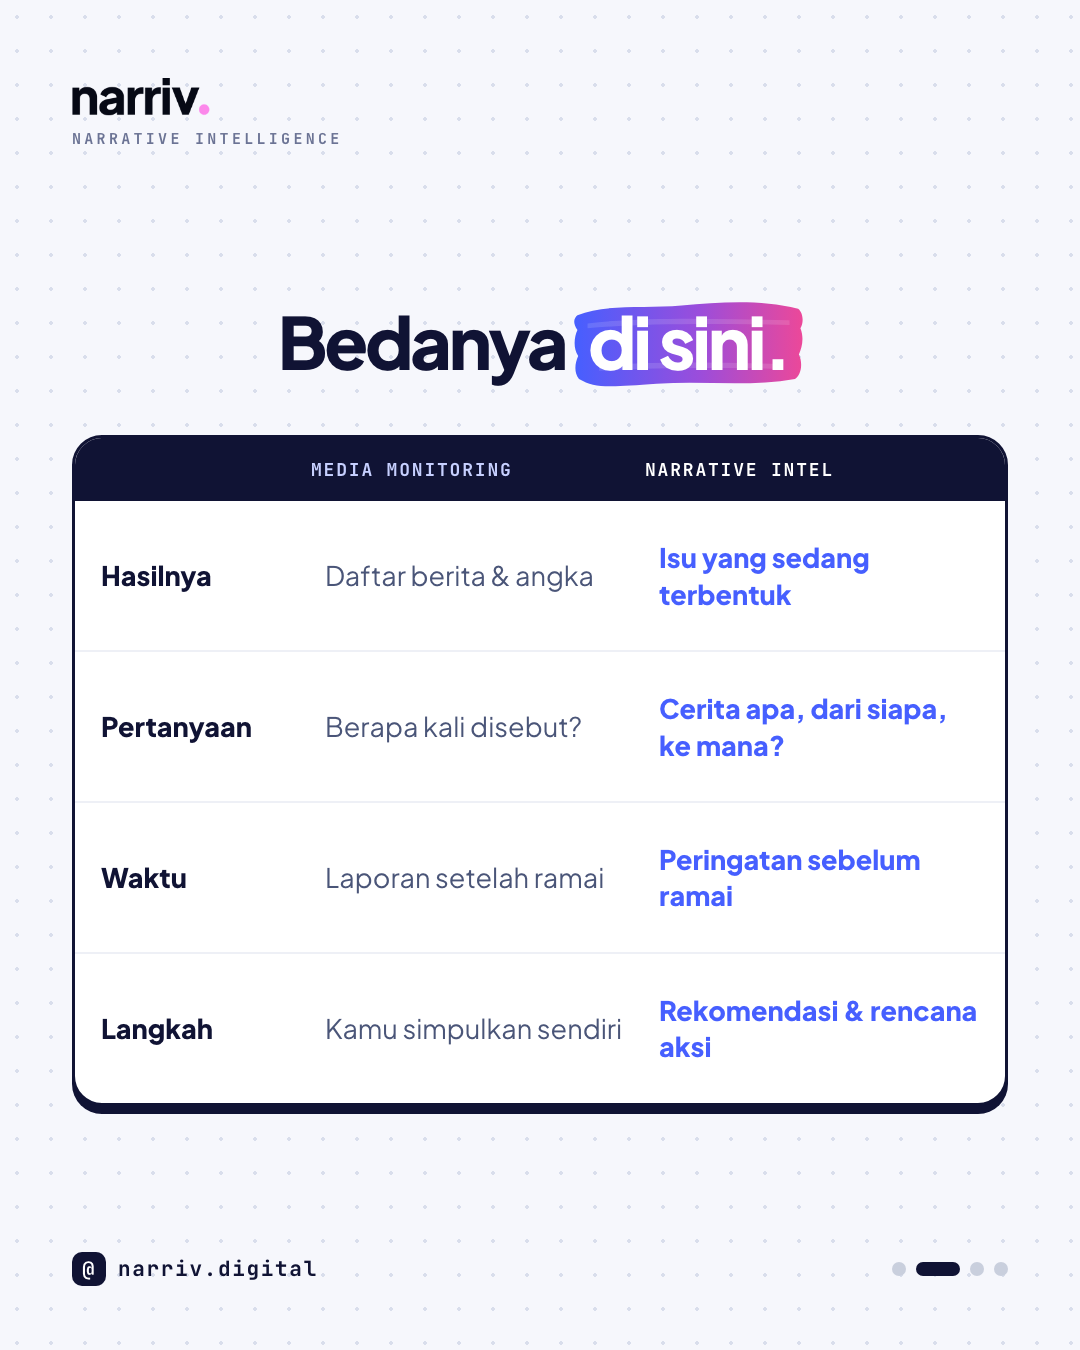 narriv.
NARRATIVE INTELLIGENCE
Bedanya di sini.
MEDIA MONITORING NARRATIVE INTEL
Hasilnya Daftar berita & angka Isu yang sedang
terbentuk
Pertanyaan Berapa kali disebut? Cerita apa, dari siapa,
ke mana?
Waktu Laporan setelah ramai Peringatan sebelum
ramai
Langkah Kamu simpulkan sendiri Rekomendasi & rencana
aksi
@ narriv.digital